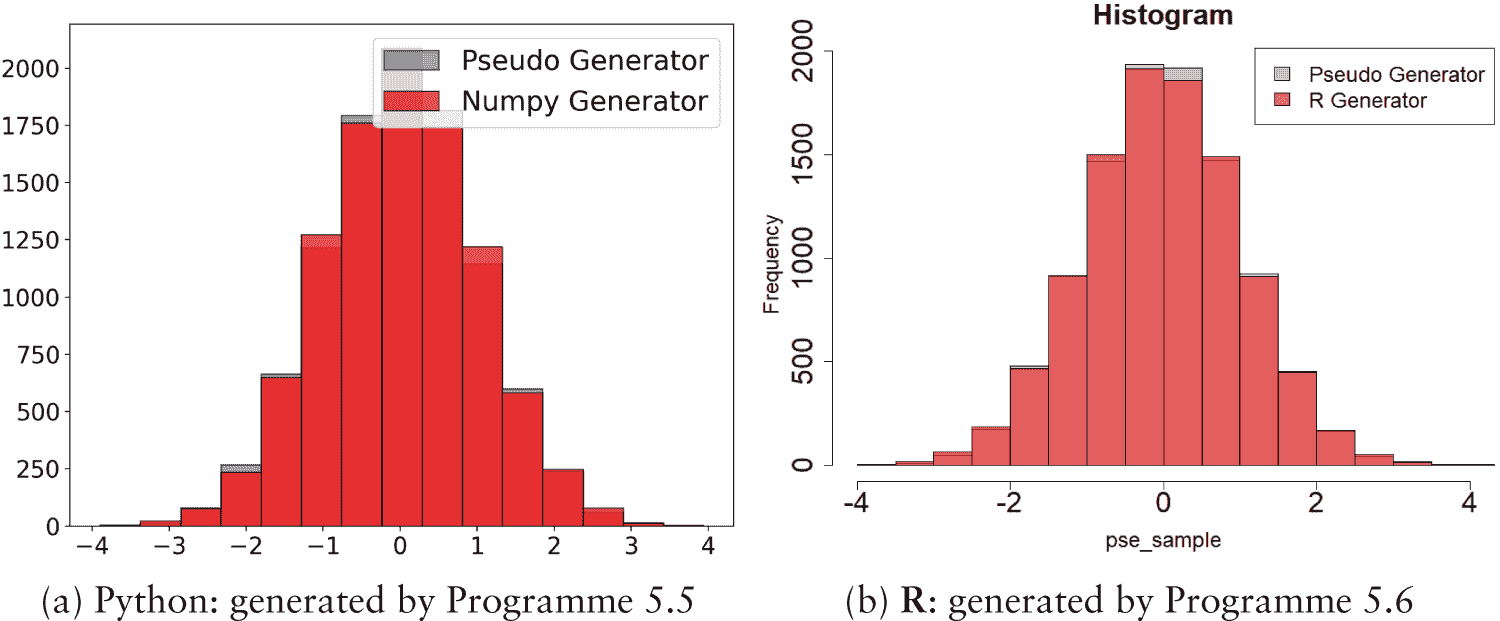 Pseudo Generator
Numpy Generator
2000
1750
1500
1250
1000
750
500
250
0
−4 −3 −2 −1 0 1 2 3 4
(a) Python: generated by Programme 5.5
Histogram
Pseudo Generator
R Generator
Frequency
2000
1500
1000
500
0
-4 -2 0 2 4
pse_sample
(b) R: generated by Programme 5.6